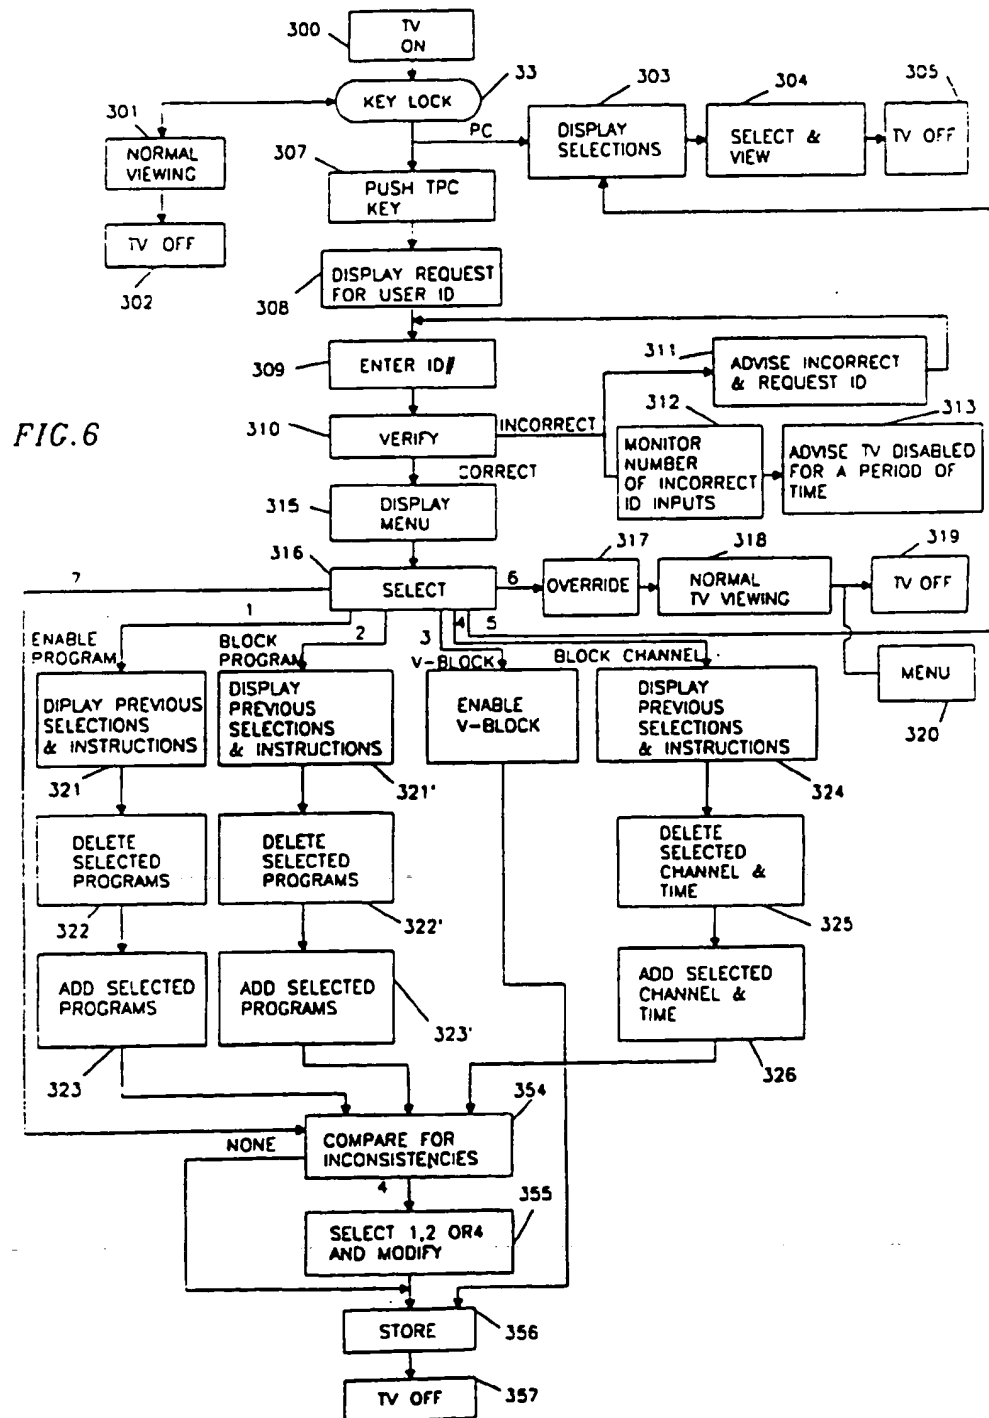 300
TV
ON
33
KEY LOCK
303
304
305
301
PC
DISPLAY
SELECTIONS
SELECT &
VIEW
TV OFF
NORMAL
VIEWING
307
PUSH TPC
KEY
TV OFF
302
DISPLAY REQUEST
FOR USER ID
308
309
ENTER ID#
311
ADVISE INCORRECT
& REQUEST ID
FIG.6
310
VERIFY
INCORRECT
312
313
MONITOR
NUMBER
OF INCORRECT
ID INPUTS
ADVISE TV DISABLED
FOR A PERIOD OF
TIME
CORRECT
315
DISPLAY
MENU
316
317
318
319
7
SELECT
6
OVERRIDE
NORMAL
TV VIEWING
TV OFF
1
2
3
4
5
ENABLE
PROGRAM
BLOCK
PROGRAM
V-BLOCK
BLOCK CHANNEL
MENU
320
DIPLAY PREVIOUS
SELECTIONS
& INSTRUCTIONS
DISPLAY
PREVIOUS
SELECTIONS
& INSTRUCTIONS
ENABLE
V-BLOCK
DISPLAY
PREVIOUS
SELECTIONS
& INSTRUCTIONS
321
321'
324
DELETE
SELECTED
PROGRAMS
DELETE
SELECTED
PROGRAMS
DELETE
SELECTED
CHANNEL &
TIME
322
322'
325
ADD SELECTED
PROGRAMS
ADD SELECTED
PROGRAMS
ADD SELECTED
CHANNEL &
TIME
323
323'
326
354
NONE
COMPARE FOR
INCONSISTENCIES
4
355
SELECT 1,2 OR4
AND MODIFY
STORE
356
TV OFF
357